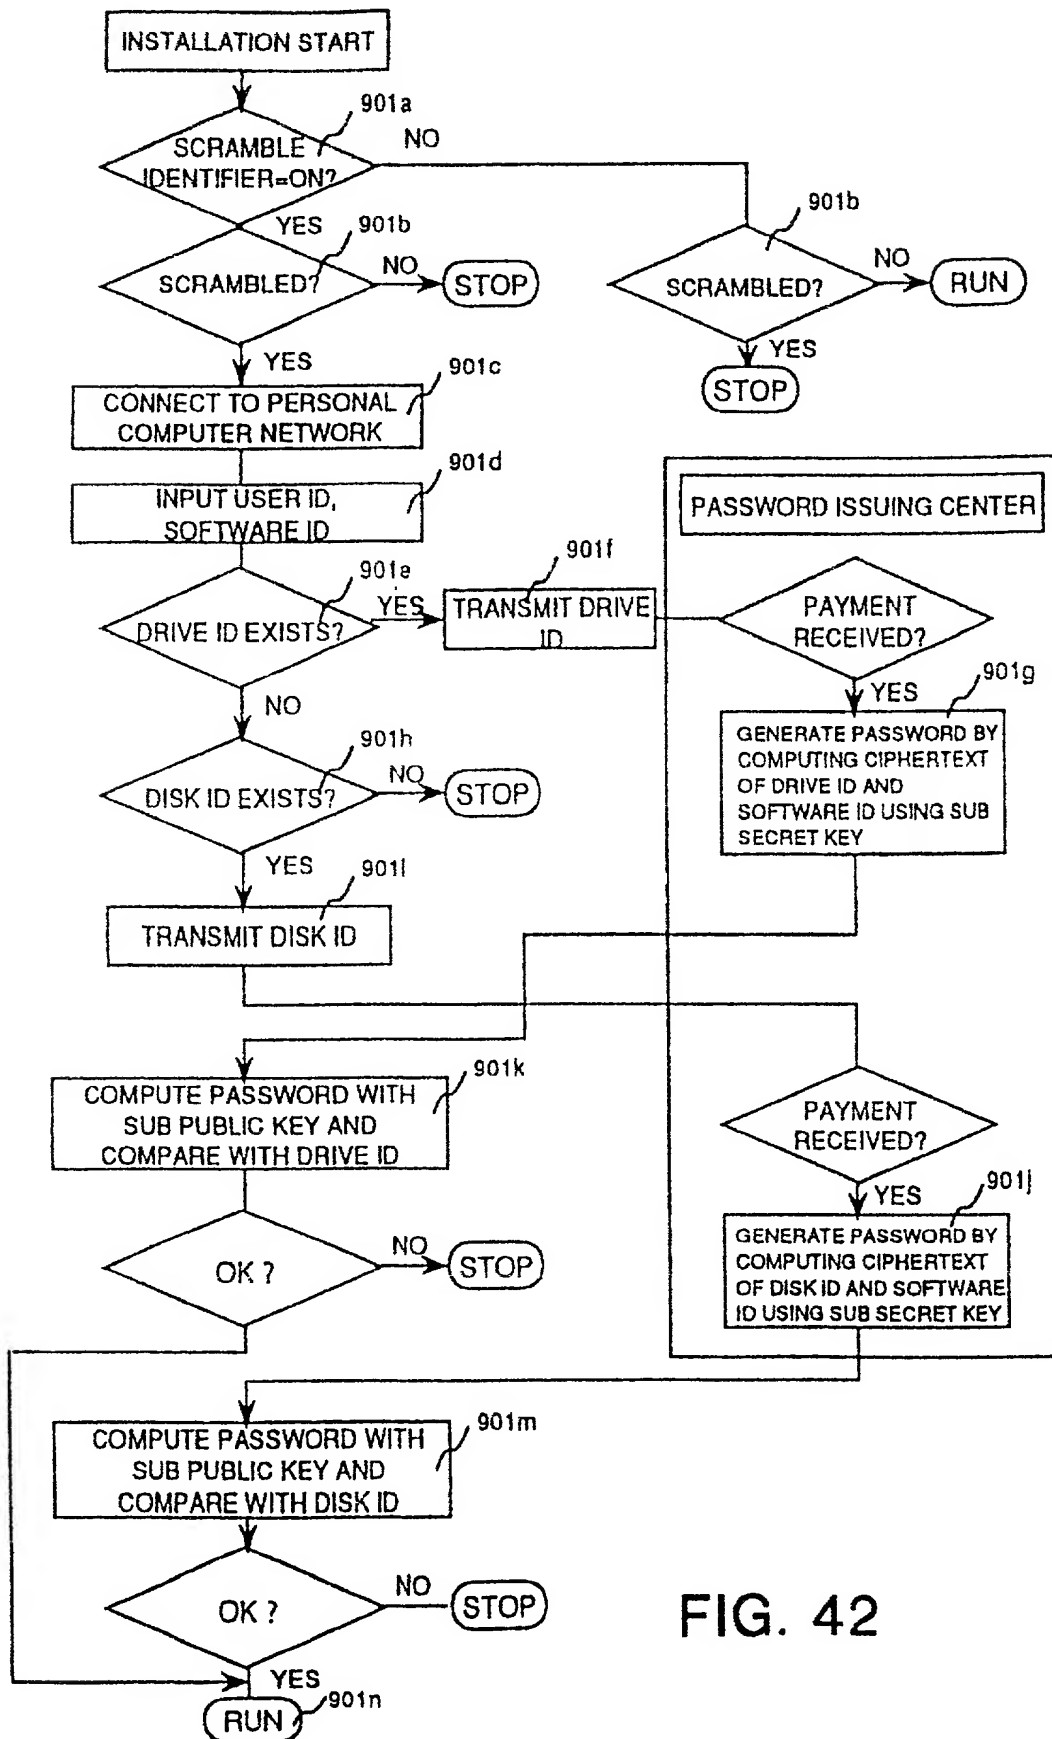 INSTALLATION START
901a
SCRAMBLE
IDENTIFIER=ON?
NO
YES
901b
SCRAMBLED?
NO
STOP
901b
SCRAMBLED?
NO
RUN
YES
STOP
YES
901c
CONNECT TO PERSONAL
COMPUTER NETWORK
901d
INPUT USER ID,
SOFTWARE ID
901e
DRIVE ID EXISTS?
YES
901f
TRANSMIT DRIVE
ID
PASSWORD ISSUING CENTER
PAYMENT
RECEIVED?
YES
901g
GENERATE PASSWORD BY
COMPUTING CIPHERTEXT
OF DRIVE ID AND
SOFTWARE ID USING SUB
SECRET KEY
NO
901h
DISK ID EXISTS?
NO
STOP
YES
901i
TRANSMIT DISK ID
901k
COMPUTE PASSWORD WITH
SUB PUBLIC KEY AND
COMPARE WITH DRIVE ID
PAYMENT
RECEIVED?
YES
901j
GENERATE PASSWORD BY
COMPUTING CIPHERTEXT
OF DISK ID AND SOFTWARE
ID USING SUB SECRET KEY
OK ?
NO
STOP
901m
COMPUTE PASSWORD WITH
SUB PUBLIC KEY AND
COMPARE WITH DISK ID
OK ?
NO
STOP
YES
901n
RUN
FIG. 42